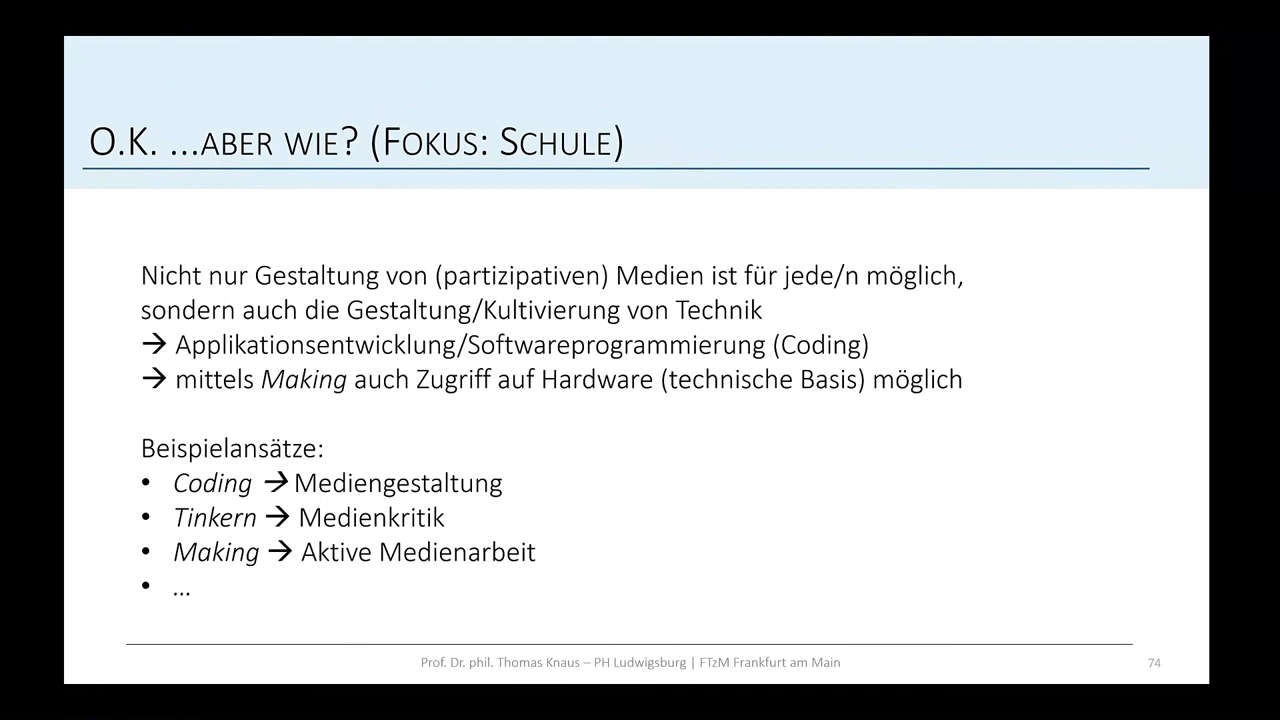 O.K. ...ABER WIE? (FOKUS: SCHULE)
Nicht nur Gestaltung von (partizipativen) Medien ist für jede/n möglich,
sondern auch die Gestaltung/Kultivierung von Technik
→ Applikationsentwicklung/Softwareprogrammierung (Coding)
→ mittels Making auch Zugriff auf Hardware (technische Basis) möglich
Beispielansätze:
• Coding → Mediengestaltung
• Tinkern → Medienkritik
• Making → Aktive Medienarbeit
• ...
Prof. Dr. phil. Thomas Knaus – PH Ludwigsburg | FTzM Frankfurt am Main 74